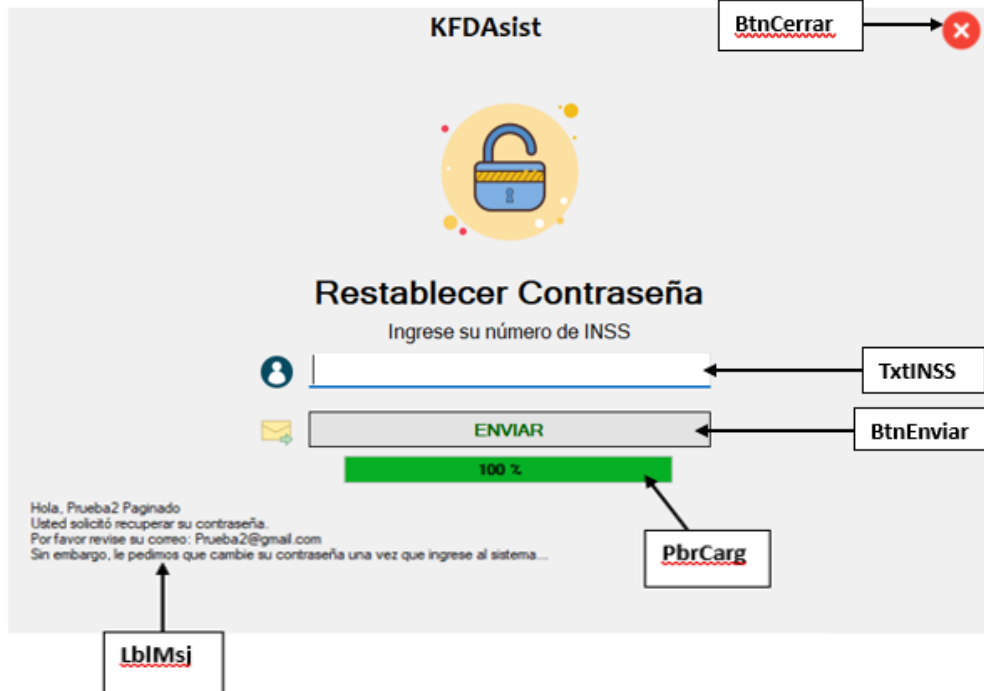 KFDAsist
BtnCerrar
Restablecer Contraseña
Ingrese su número de INSS
TxtINSS
ENVIAR
BtnEnviar
100 %
Hola, Prueba2 Paginado
Usted solicitó recuperar su contraseña.
Por favor revise su correo: Prueba2@gmail.com
Sin embargo, le pedimos que cambie su contraseña una vez que ingrese al sistema...
PbrCarg
LblMsj